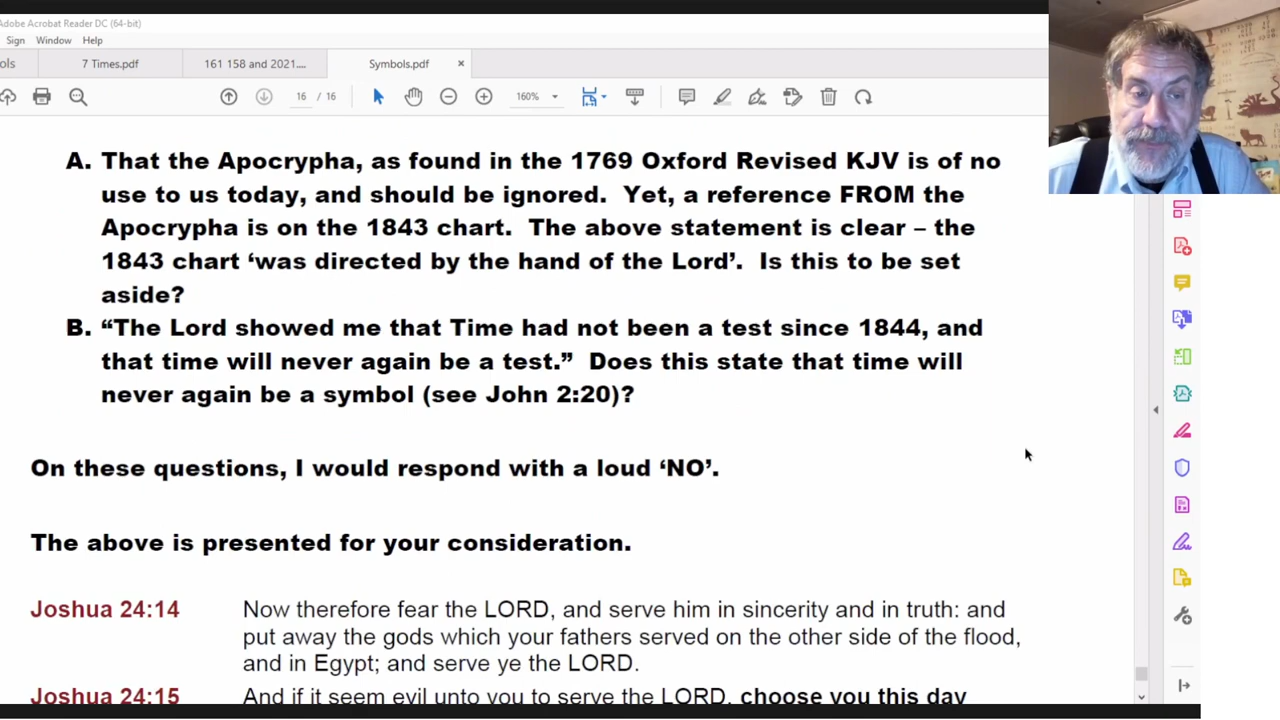 Adobe Acrobat Reader DC (64-bit)
Sign Window Help
ols 7 Times.pdf 161 158 and 2021.... Symbols.pdf ×
16 / 16 160%
A. That the Apocrypha, as found in the 1769 Oxford Revised KJV is of no
use to us today, and should be ignored. Yet, a reference FROM the
Apocrypha is on the 1843 chart. The above statement is clear – the
1843 chart ‘was directed by the hand of the Lord’. Is this to be set
aside?
B. “The Lord showed me that Time had not been a test since 1844, and
that time will never again be a test.” Does this state that time will
never again be a symbol (see John 2:20)?
On these questions, I would respond with a loud ‘NO’.
The above is presented for your consideration.
Joshua 24:14 Now therefore fear the LORD, and serve him in sincerity and in truth: and
put away the gods which your fathers served on the other side of the flood,
and in Egypt; and serve ye the LORD.
Joshua 24:15 And if it seem evil unto you to serve the LORD, choose you this day